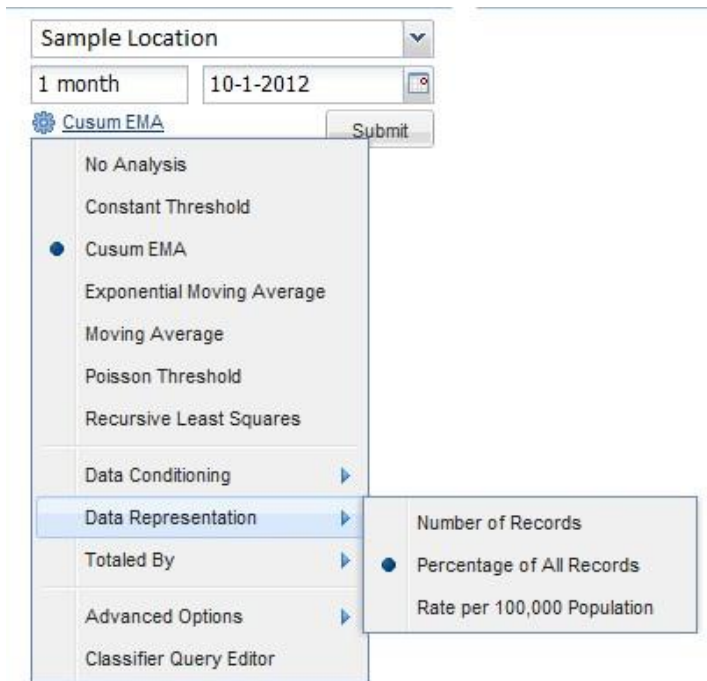 Sample Location
1 month 10-1-2012
Cusum EMA Submit
No Analysis
Constant Threshold
Cusum EMA
Exponential Moving Average
Moving Average
Poisson Threshold
Recursive Least Squares
Data Conditioning
Data Representation
Totaled By
Advanced Options
Classifier Query Editor
Number of Records
Percentage of All Records
Rate per 100,000 Population